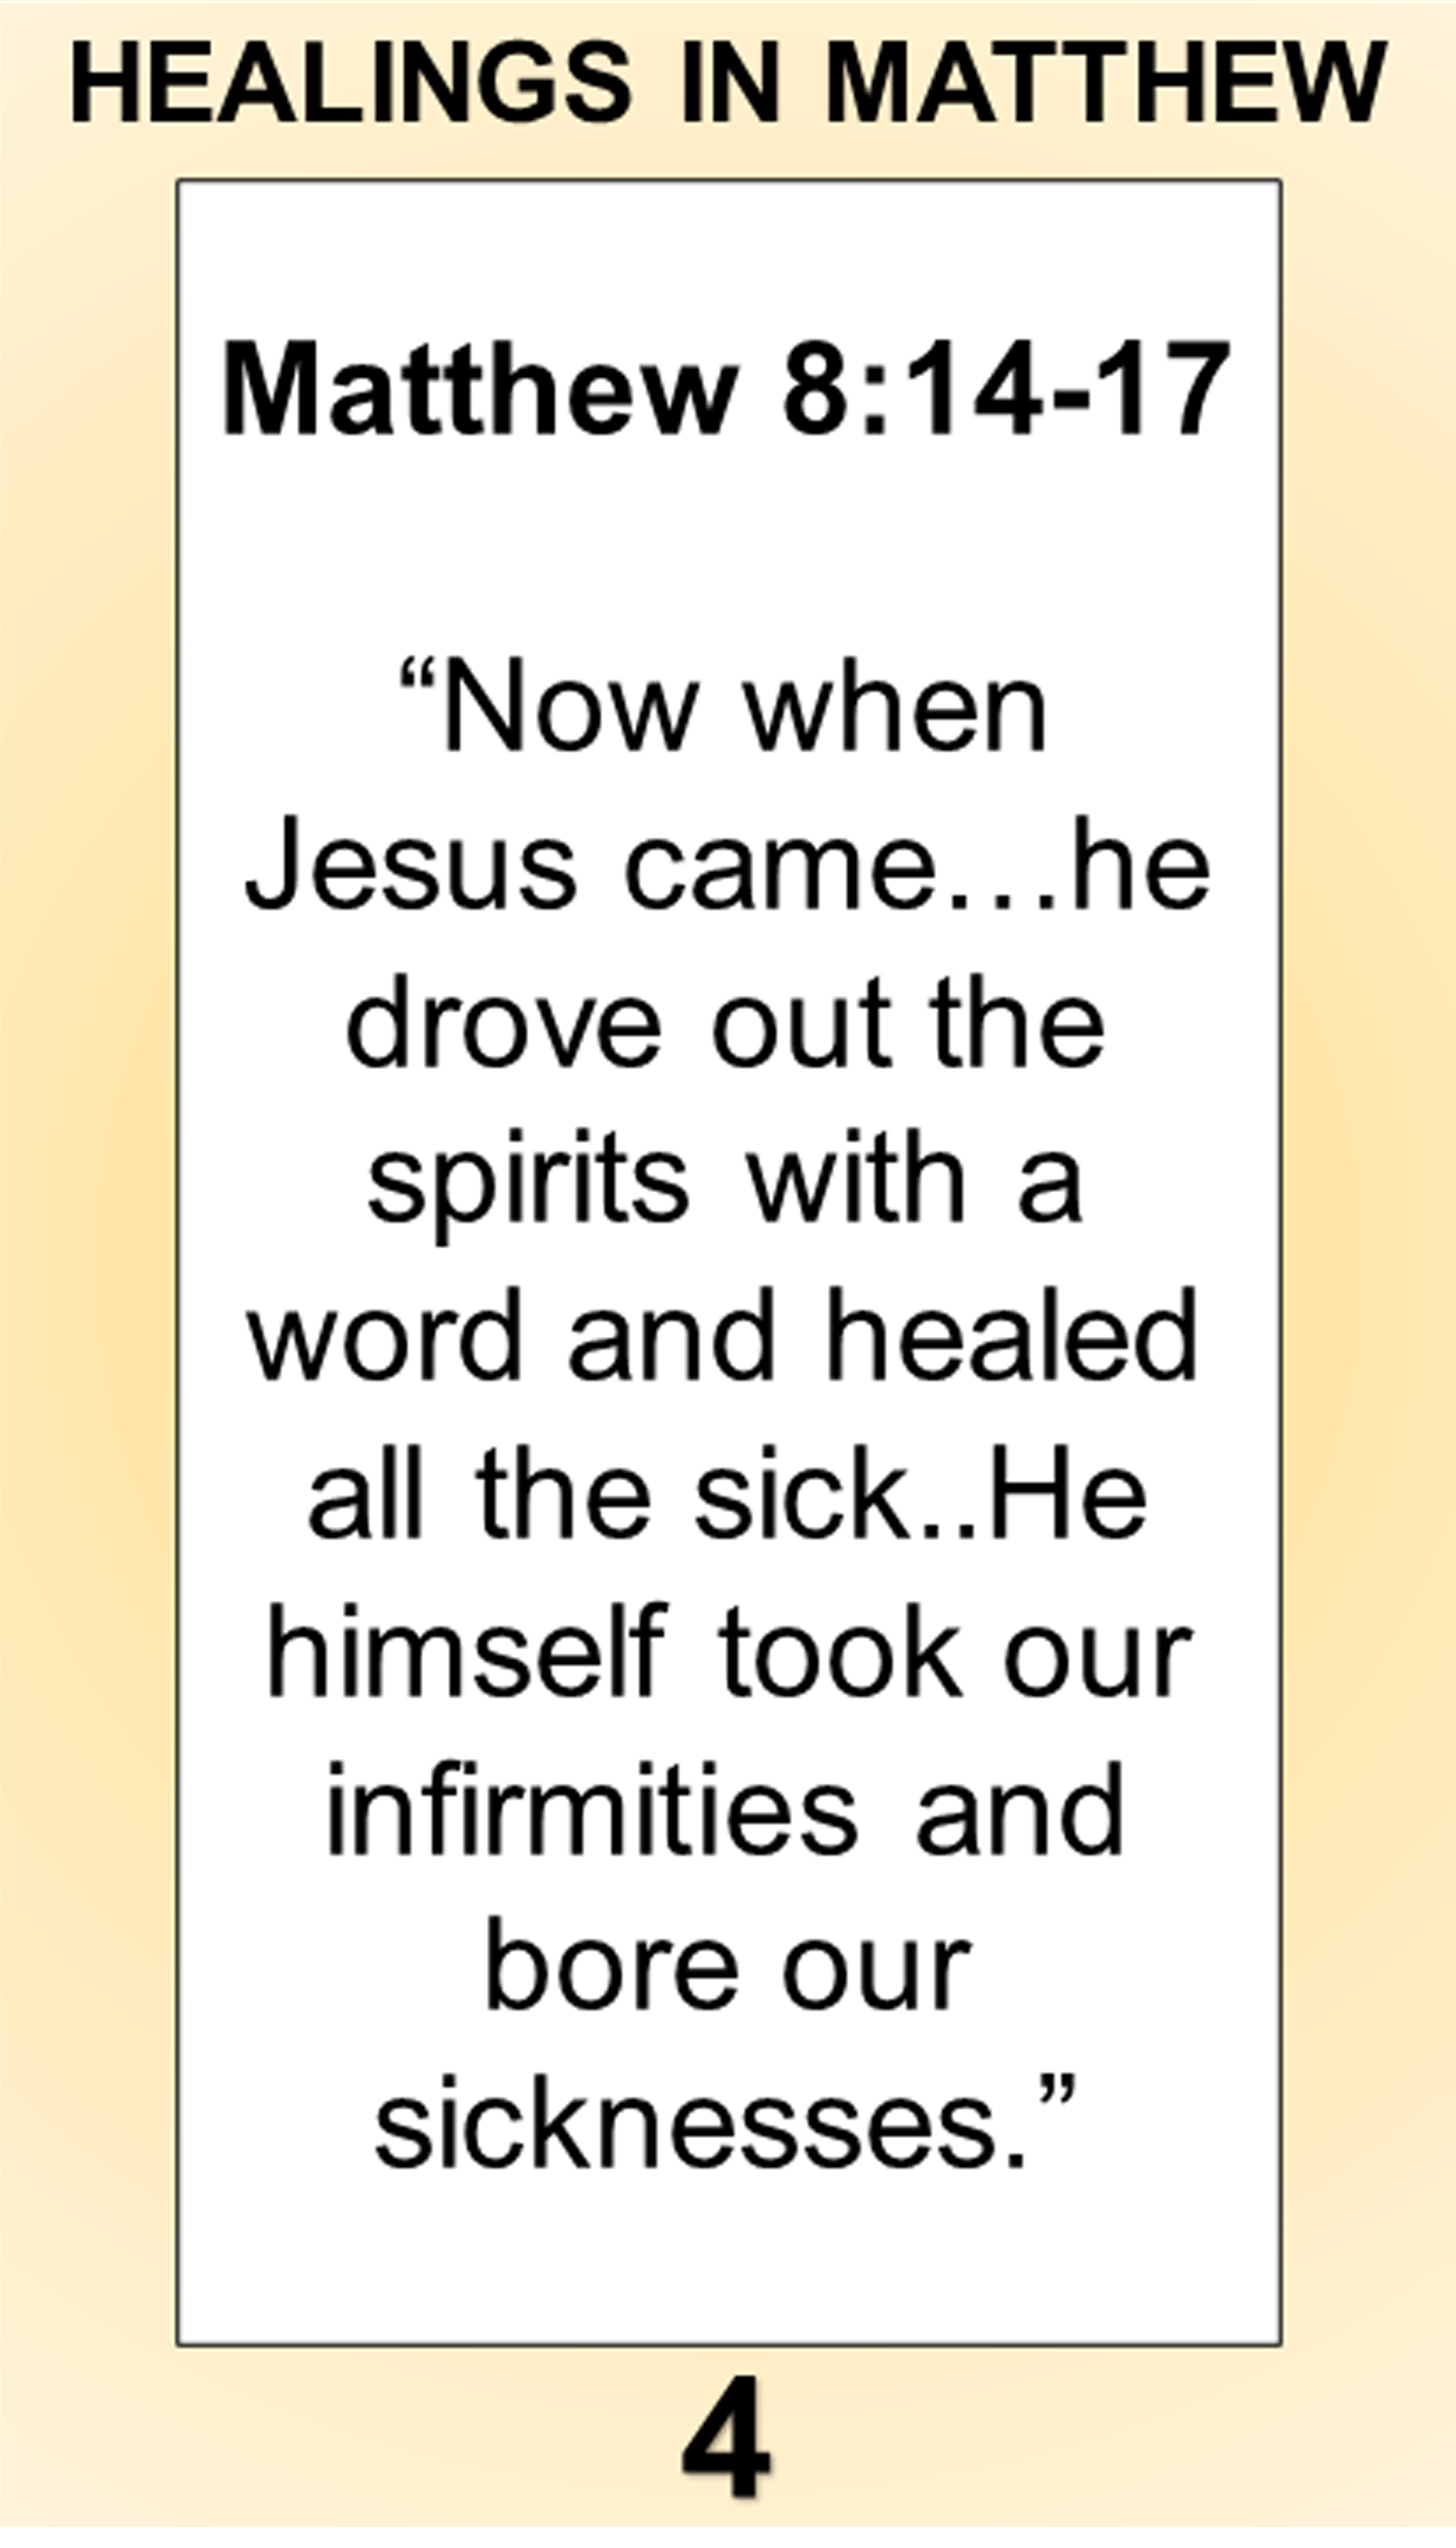 HEALINGS IN MATTHEW
Matthew 8:14-17
“Now when
Jesus came…he
drove out the
spirits with a
word and healed
all the sick..He
himself took our
infirmities and
bore our
sicknesses.”
4